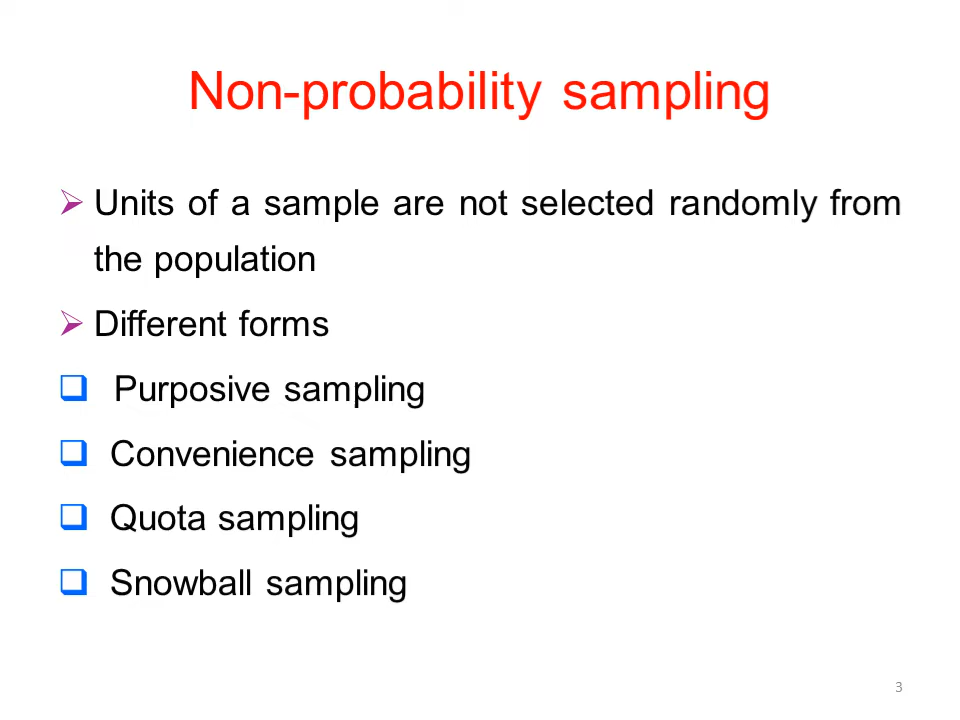 Non-probability sampling
Units of a sample are not selected randomly from
the population
Different forms
Purposive sampling
Convenience sampling
Quota sampling
Snowball sampling
3